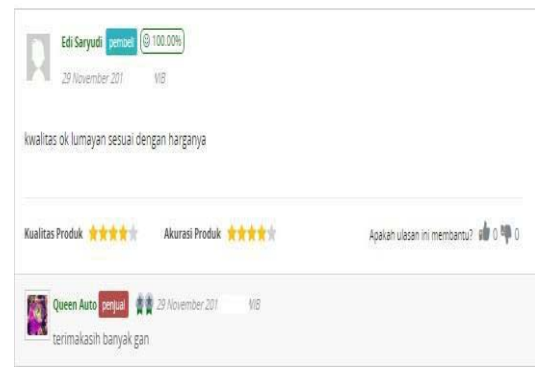 Edi Saryudi pembeli 100.00%
29 November 201 WIB
kwalitas ok lumayan sesuai dengan harganya
Kualitas Produk Akurasi Produk Apakah ulasan ini membantu? 0 0
Queen Auto penjual 29 November 201 WIB
terimakasih banyak gan